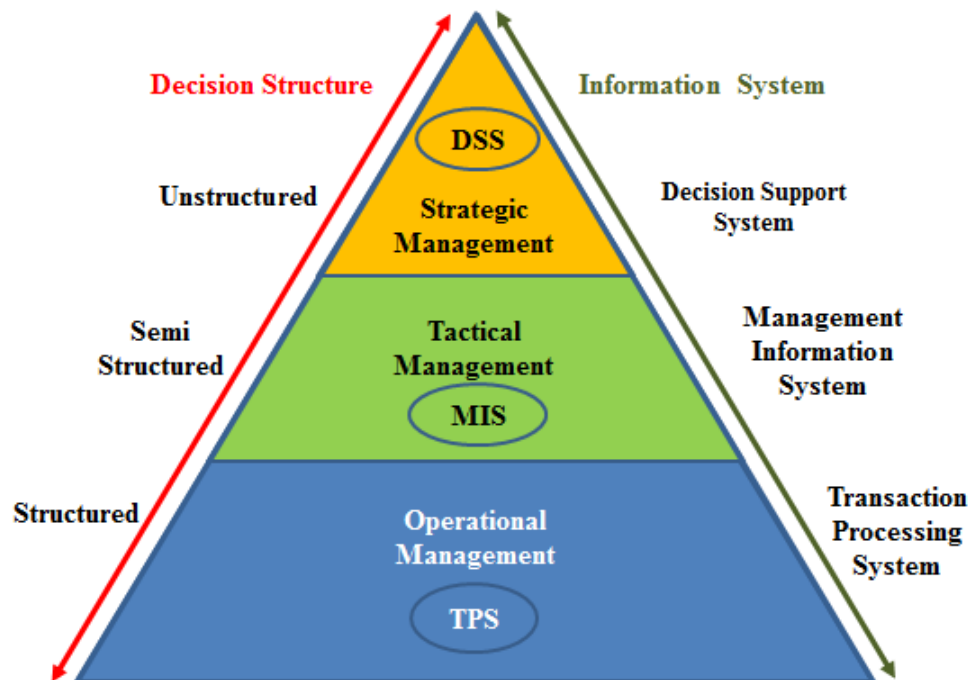 Decision Structure
Information System
DSS
Unstructured
Strategic
Management
Decision Support
System
Semi
Structured
Tactical
Management
MIS
Management
Information
System
Structured
Operational
Management
TPS
Transaction
Processing
System